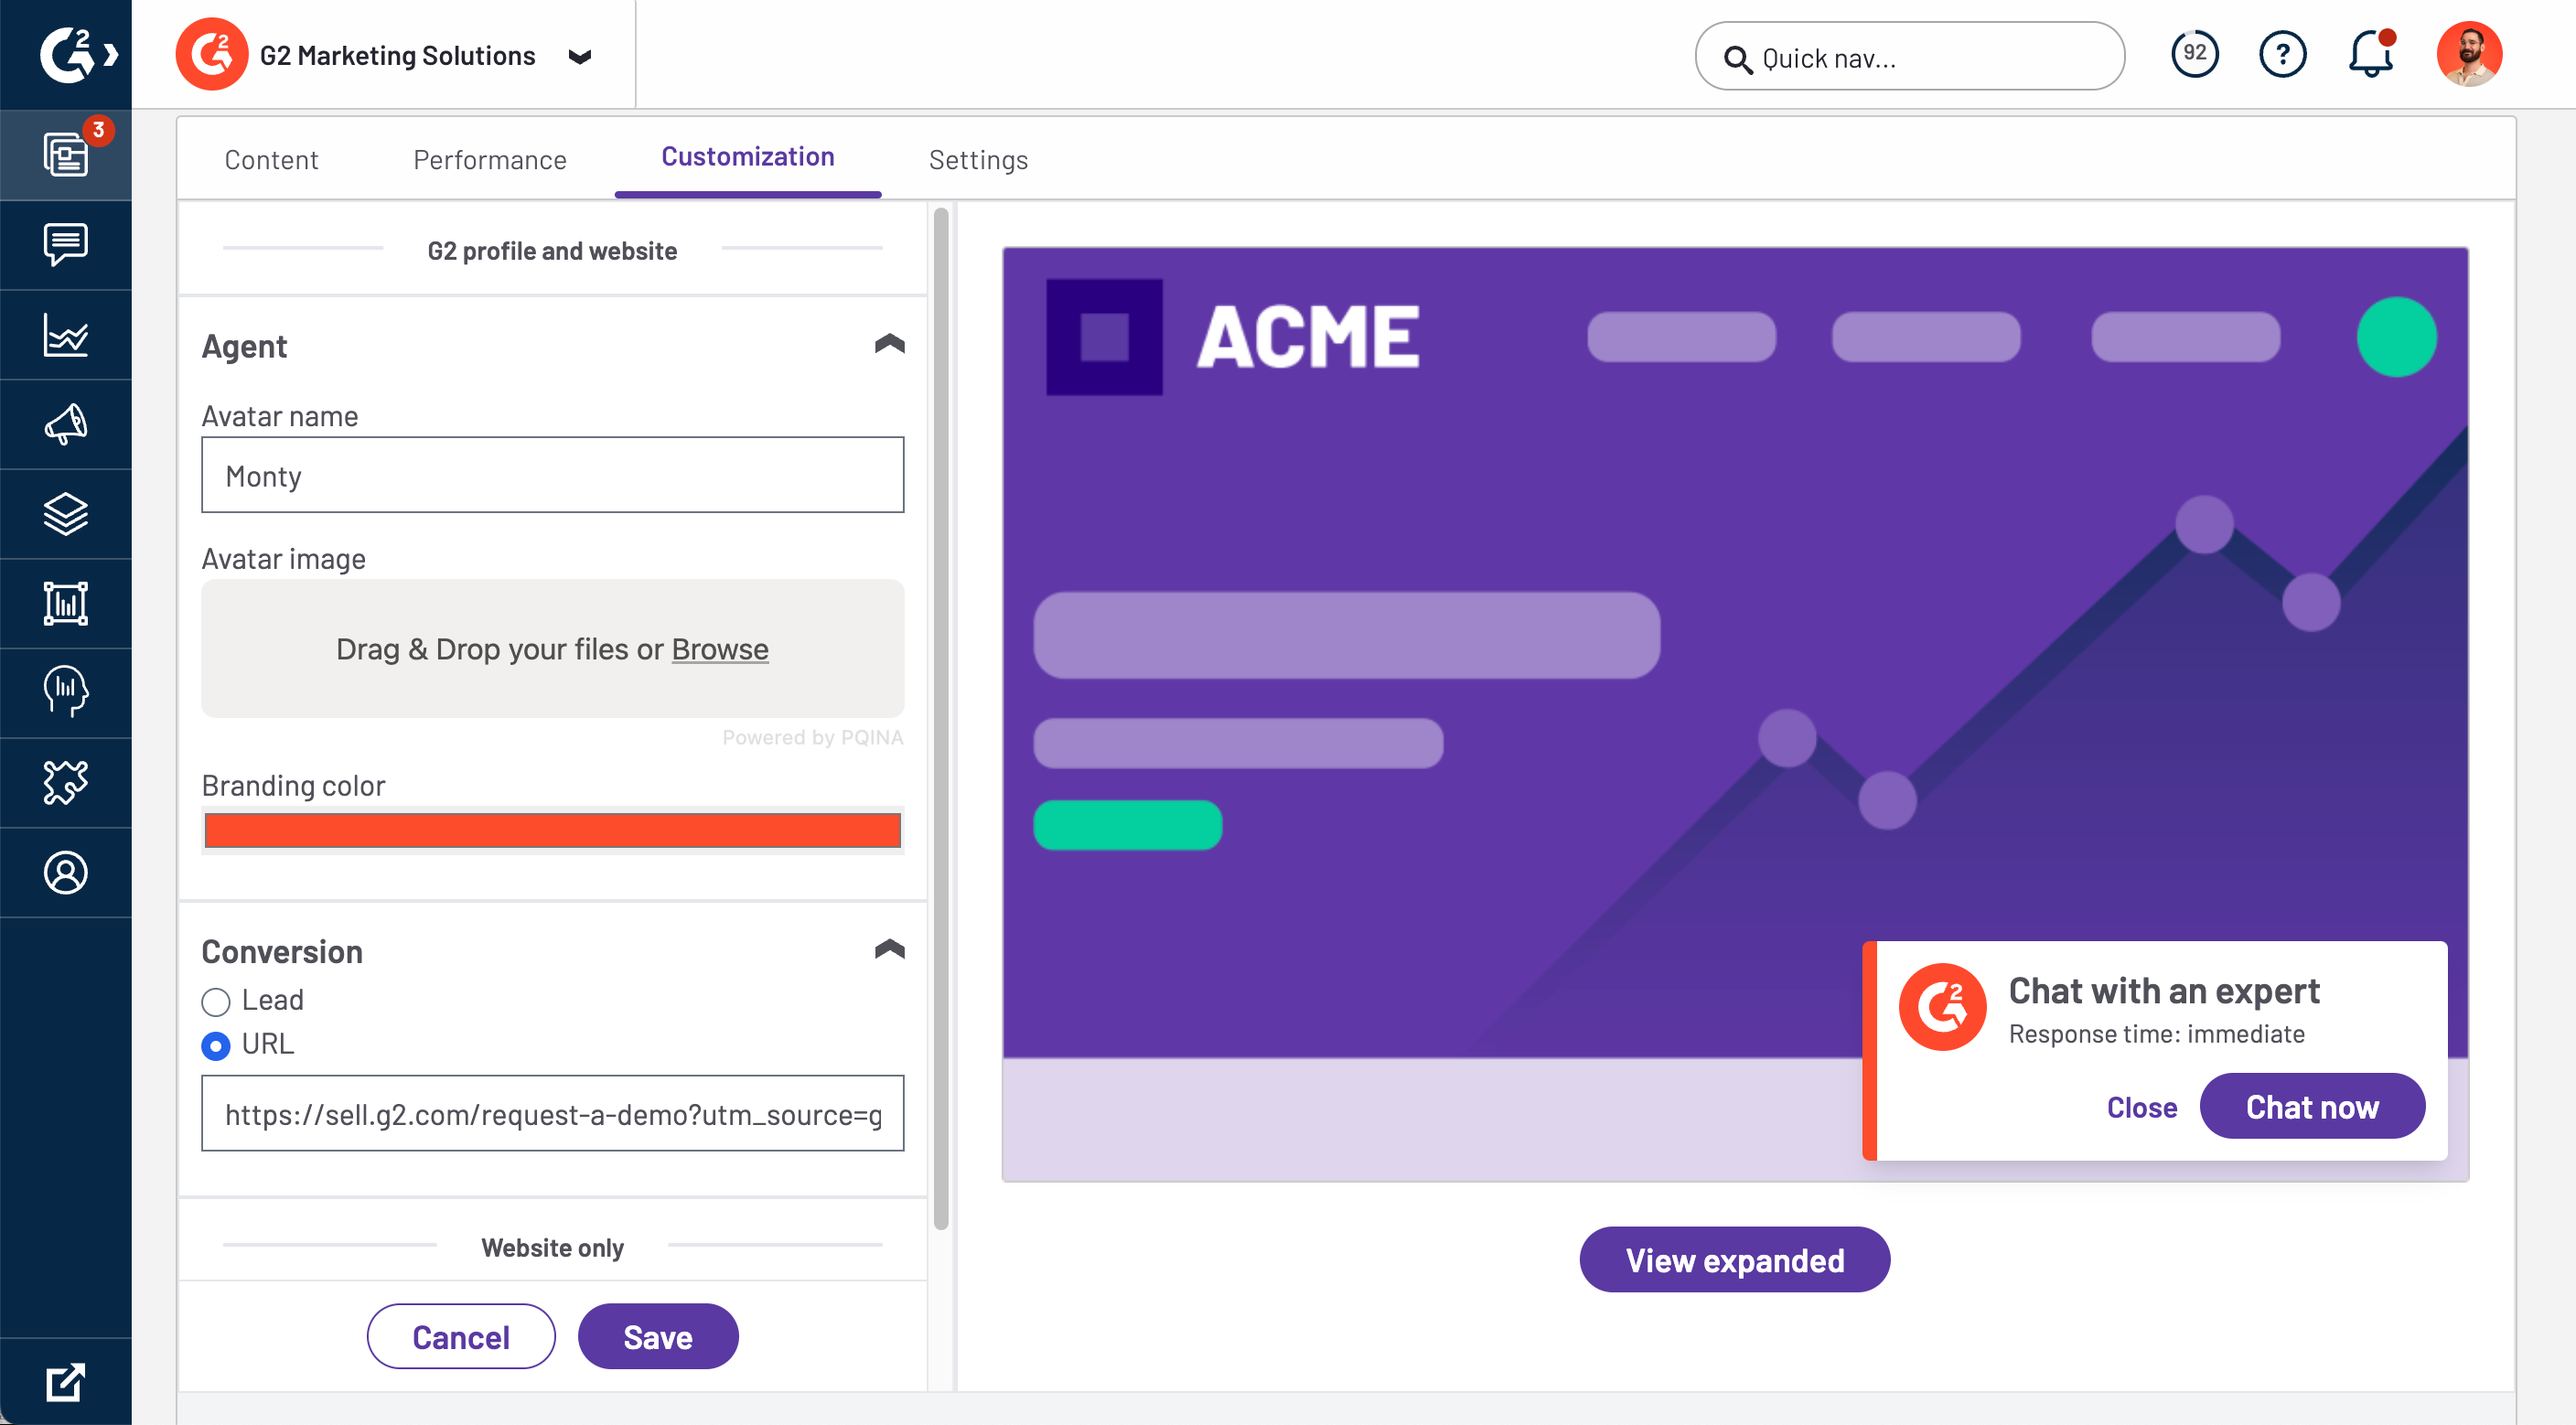 G2 Marketing Solutions
Quick nav...
92
?
3
Content
Performance
Customization
Settings
G2 profile and website
Agent
Avatar name
Monty
Avatar image
Drag & Drop your files or Browse
Powered by PQINA
Branding color
Conversion
Lead
URL
https://sell.g2.com/request-a-demo?utm_source=g
Website only
Cancel
Save
ACME
Chat with an expert
Response time: immediate
Close
Chat now
View expanded